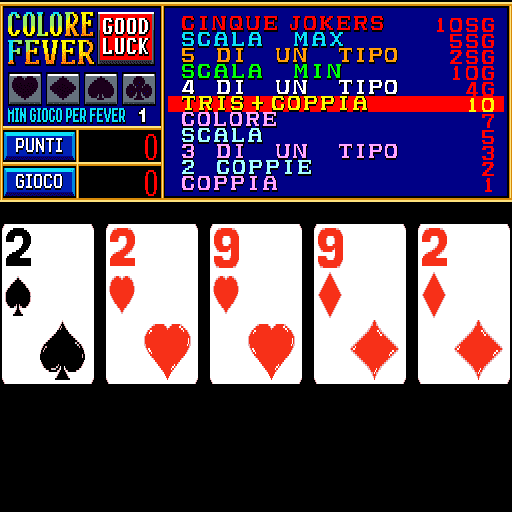 COLORE
FEVER
GOOD
LUCK
MIN GIOCO PER FEVER 1
PUNTI 0
GIOCO 0
CINQUE JOKERS 10SG
SCALA MAX 5SG
5 DI UN TIPO 2SG
SCALA MIN 10G
4 DI UN TIPO 4G
TRIS+COPPIA 10
COLORE 7
SCALA 5
3 DI UN TIPO 3
2 COPPIE 2
COPPIA 1
2 2 9 9 2